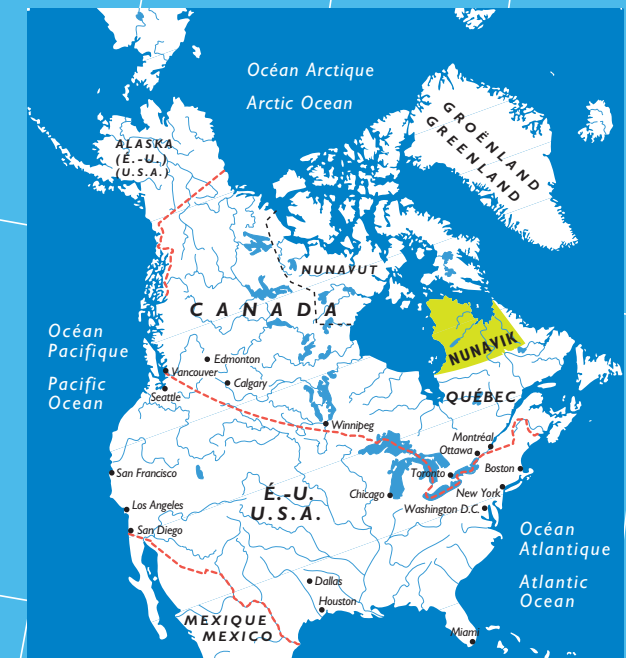 Océan Arctique
Arctic Ocean
GROËNLAND
GREENLAND
ALASKA
(É.-U.)
(U.S.A.)
NUNAVUT
CANADA
NUNAVIK
Océan
Pacifique
Pacific
Ocean
Edmonton
Vancouver
Calgary
Seattle
QUÉBEC
Winnipeg
Montréal
Ottawa
Toronto
Boston
San Francisco
Chicago
New York
É.-U.
U.S.A.
Washington D.C.
Los Angeles
San Diego
Océan
Atlantique
Atlantic
Ocean
Dallas
Houston
MEXIQUE
MEXICO
Miami